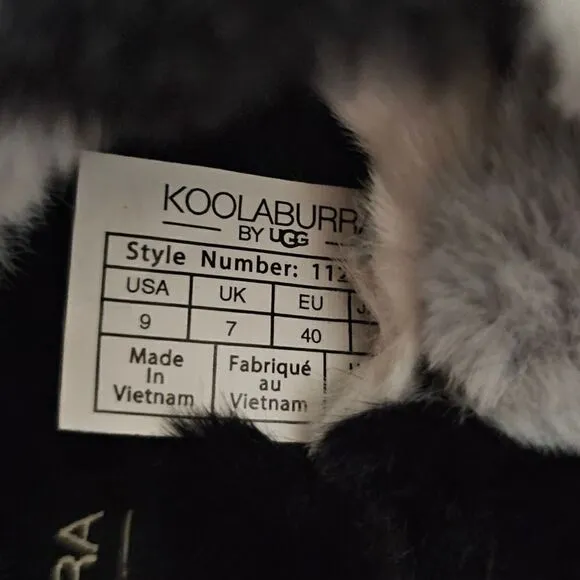 KOOLABURRA
BY UGG
Style Number: 112
USA UK EU
9 7 40
Made In Vietnam
Fabriqué au Vietnam
RA